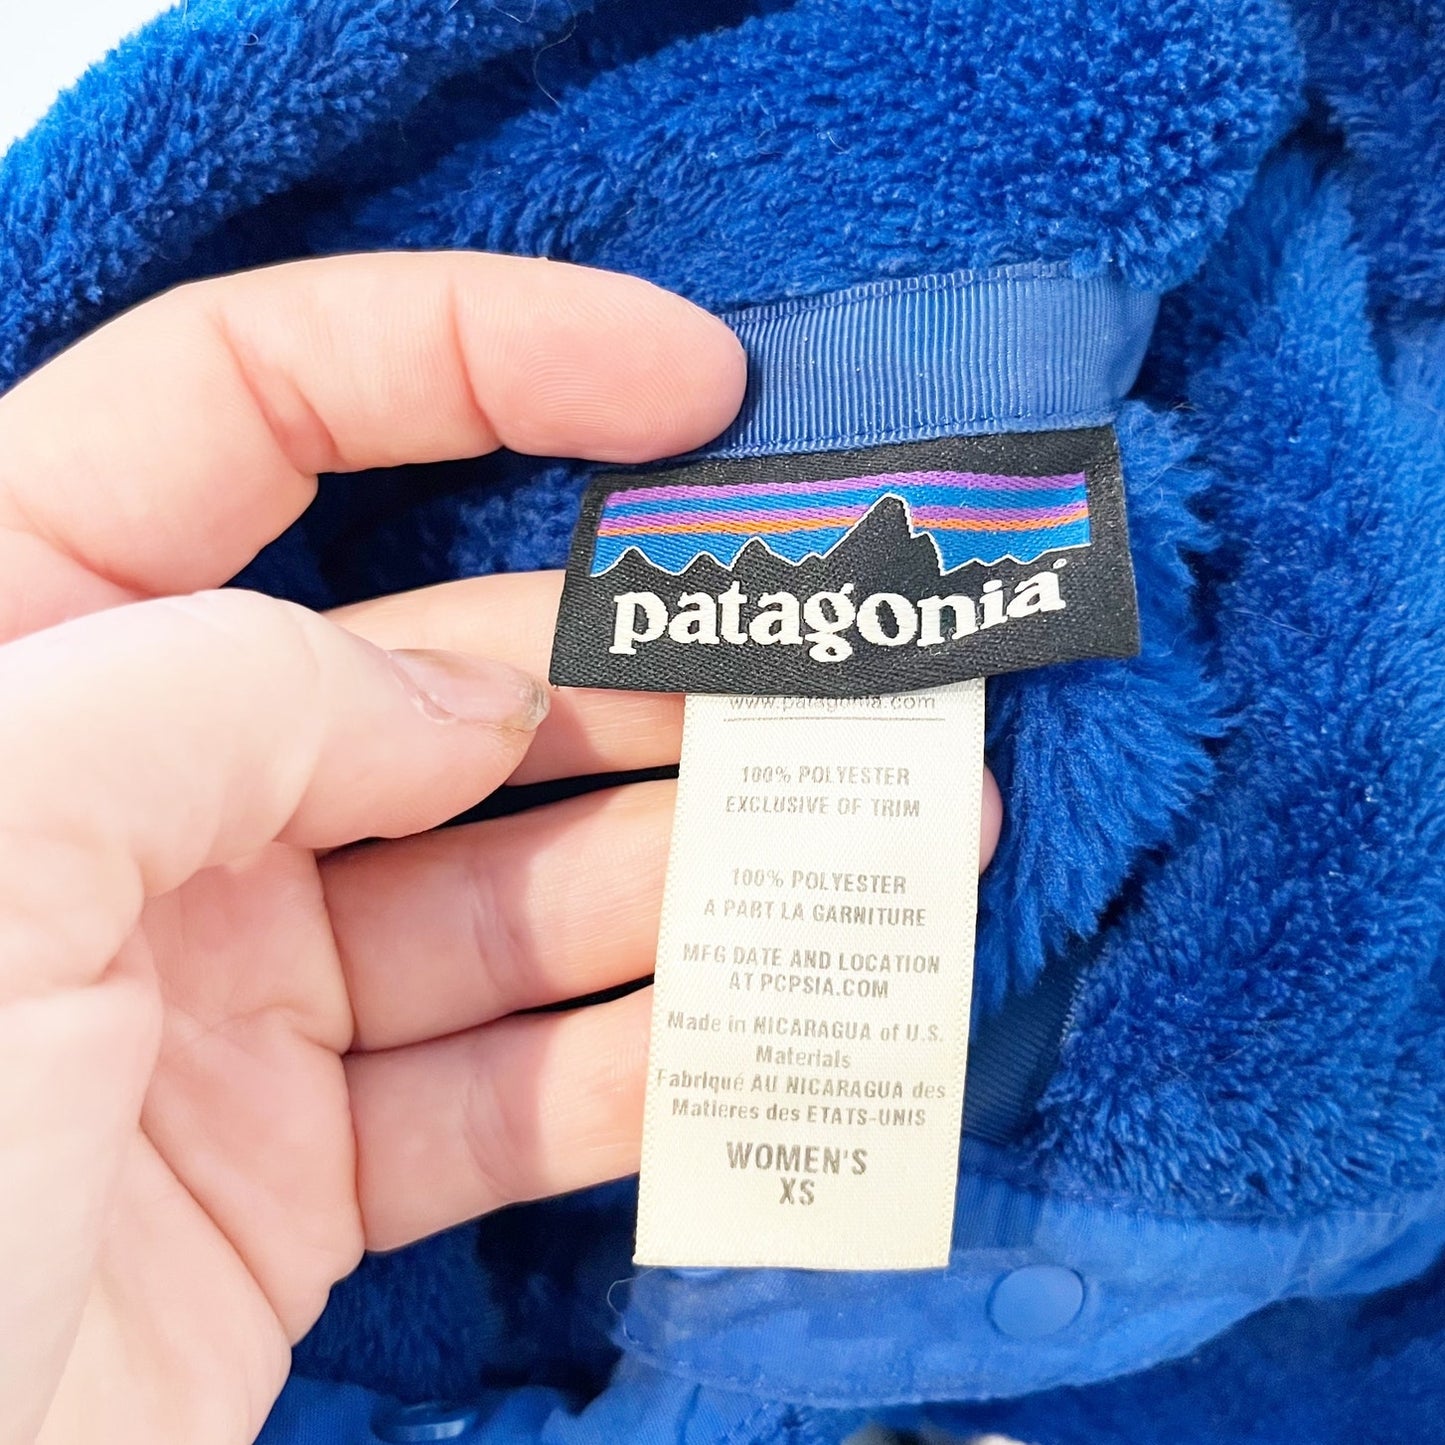 patagonia®
www.patagonia.com
100% POLYESTER
EXCLUSIVE OF TRIM
100% POLYESTER
A PART LA GARNITURE
MFG DATE AND LOCATION
AT PCPSIA.COM
Made in NICARAGUA of U.S.
Materials
Fabriqué AU NICARAGUA des
Matieres des ETATS-UNIS
WOMEN'S
XS